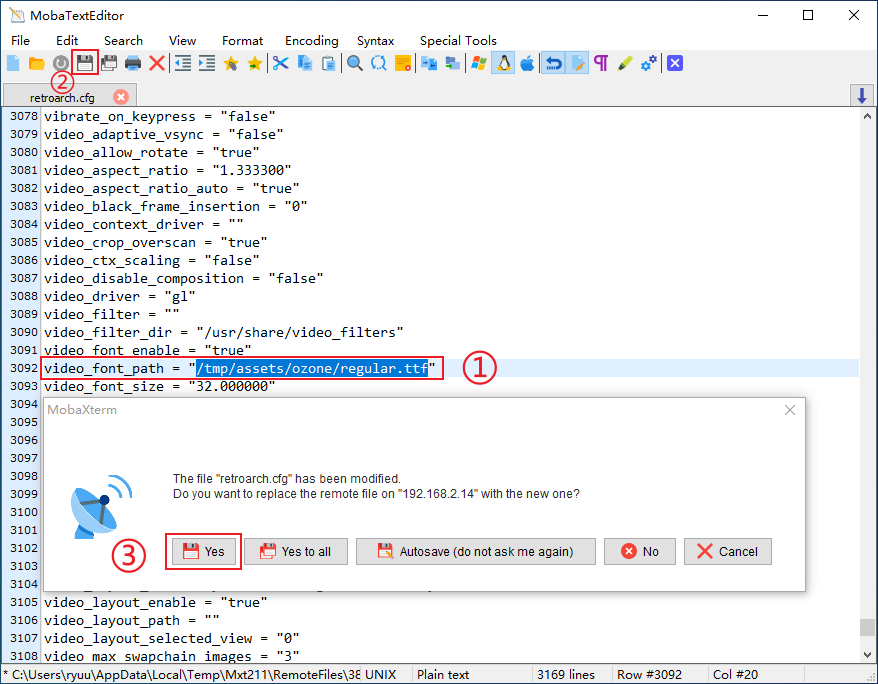 MobaTextEditor
File Edit Search View Format Encoding Syntax Special Tools
②
retroarch.cfg
3078 vibrate_on_keypress = "false"
3079 video_adaptive_vsync = "false"
3080 video_allow_rotate = "true"
3081 video_aspect_ratio = "1.333300"
3082 video_aspect_ratio_auto = "true"
3083 video_black_frame_insertion = "0"
3084 video_context_driver = ""
3085 video_crop_overscan = "true"
3086 video_ctx_scaling = "false"
3087 video_disable_composition = "false"
3088 video_driver = "gl"
3089 video_filter = ""
3090 video_filter_dir = "/usr/share/video_filters"
3091 video_font_enable = "true"
3092 video_font_path = "/tmp/assets/ozone/regular.ttf" ①
3093 video_font_size = "32.000000"
3094
MobaXterm
3095
3096
3097
3098
The file "retroarch.cfg" has been modified.
3099
Do you want to replace the remote file on "192.168.2.14" with the new one?
3100
3101
3102
③ Yes Yes to all Autosave (do not ask me again) No Cancel
3103
3104
3105 video_layout_enable = "true"
3106 video_layout_path = ""
3107 video_layout_selected_view = "0"
3108 video_max_swapchain_images = "3"
* C:\Users\ryuu\AppData\Local\Temp\Mxt211\RemoteFiles\38 UNIX Plain text 3169 lines Row #3092 Col #20